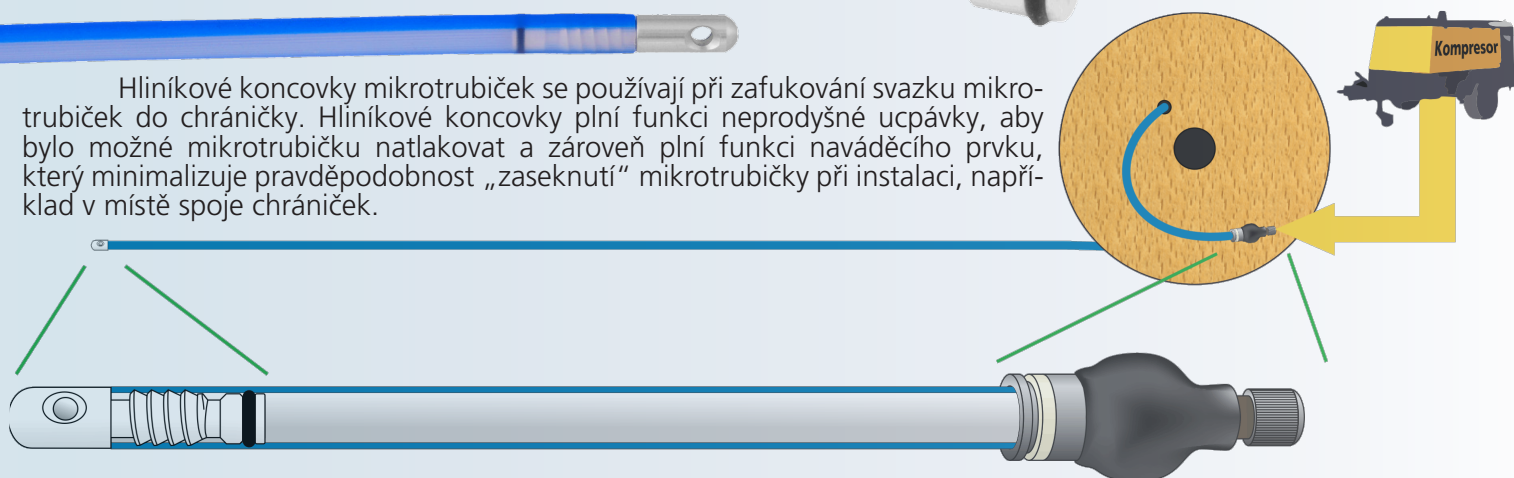 Kompresor
Hliníkové koncovky mikrotrubiček se používají při zafukování svazku mikro-
trubiček do chráničky. Hliníkové koncovky plní funkci neprodyšné ucpávky, aby
bylo možné mikrotrubičku natlakovat a zároveň plní funkci naváděcího prvku,
který minimalizuje pravděpodobnost „zaseknutí“ mikrotrubičky při instalaci, napří-
klad v místě spoje chrániček.